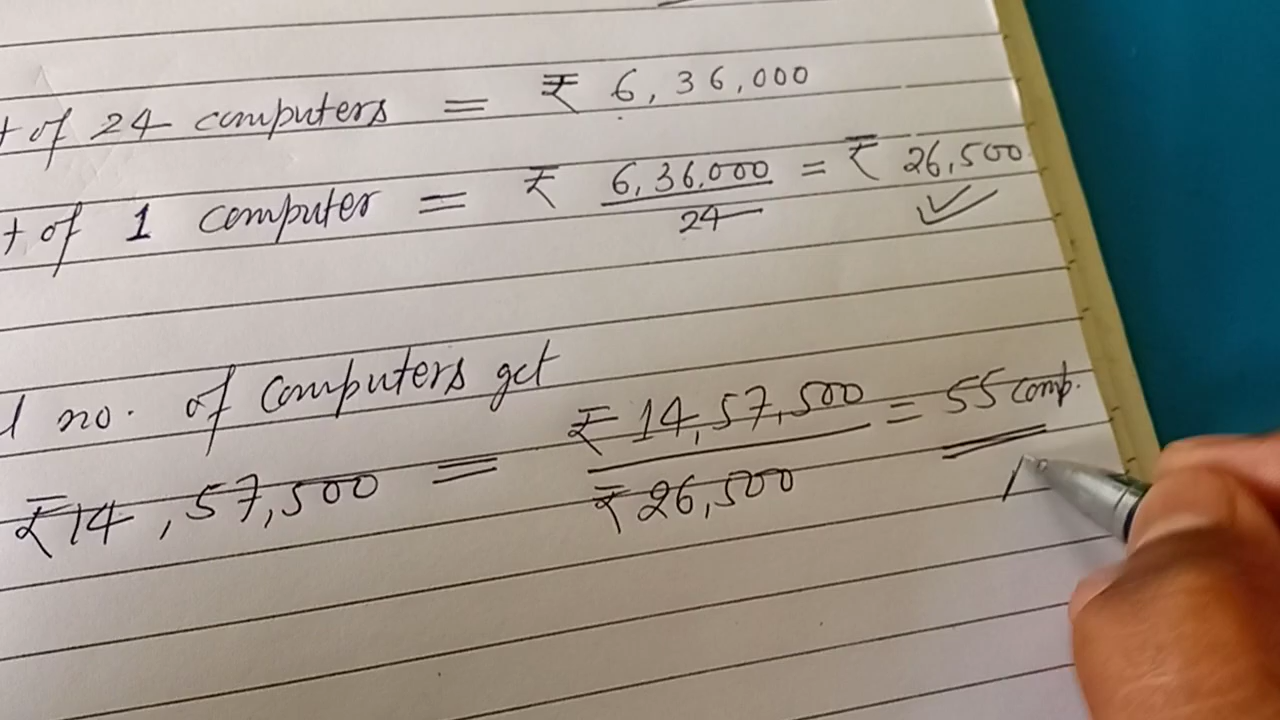 t of 24 computers = ₹ 6,36,000
t of 1 computer = ₹ 6,36,000 / 24 = ₹ 26,500
l no. of computers get
₹14,57,500 = ₹ 14,57,500 / ₹ 26,500 = 55 comp.